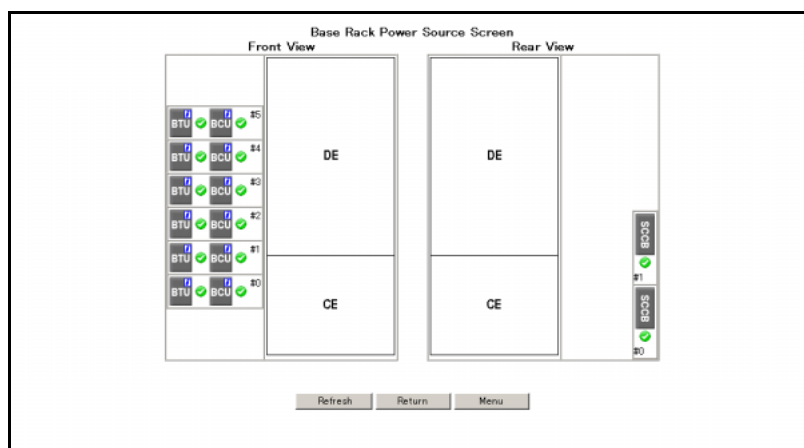 Base Rack Power Source Screen
Front View Rear View
BTU BCU #5
BTU BCU #4
BTU BCU #3
BTU BCU #2
BTU BCU #1
BTU BCU #0
DE
CE
DE
CE
SCCB
#1
SCCB
#0
Refresh Return Menu